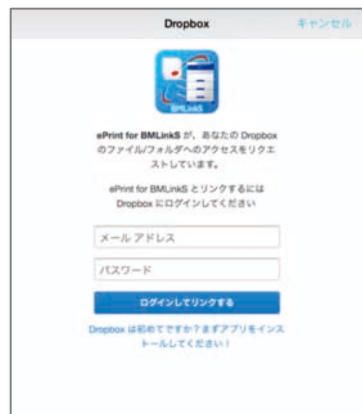 Dropbox キャンセル
BMLinkS
ePrint for BMLinkS が、あなたの Dropbox
のファイル/フォルダへのアクセスをリクエ
ストしています。
ePrint for BMLinkS とリンクするには
Dropbox にログインしてください
メール アドレス
パスワード
ログインしてリンクする
Dropbox は初めてですか？まずアプリをインス
トールしてください！